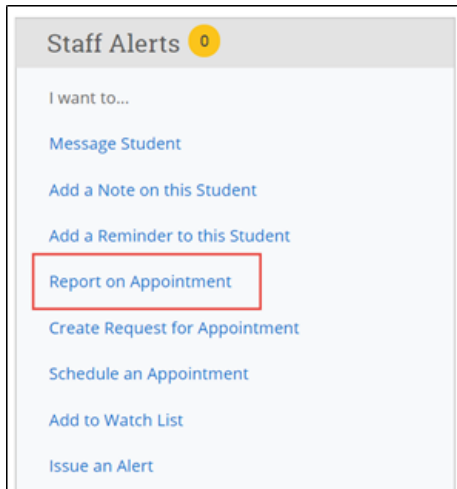 Staff Alerts 0
I want to...
Message Student
Add a Note on this Student
Add a Reminder to this Student
Report on Appointment
Create Request for Appointment
Schedule an Appointment
Add to Watch List
Issue an Alert